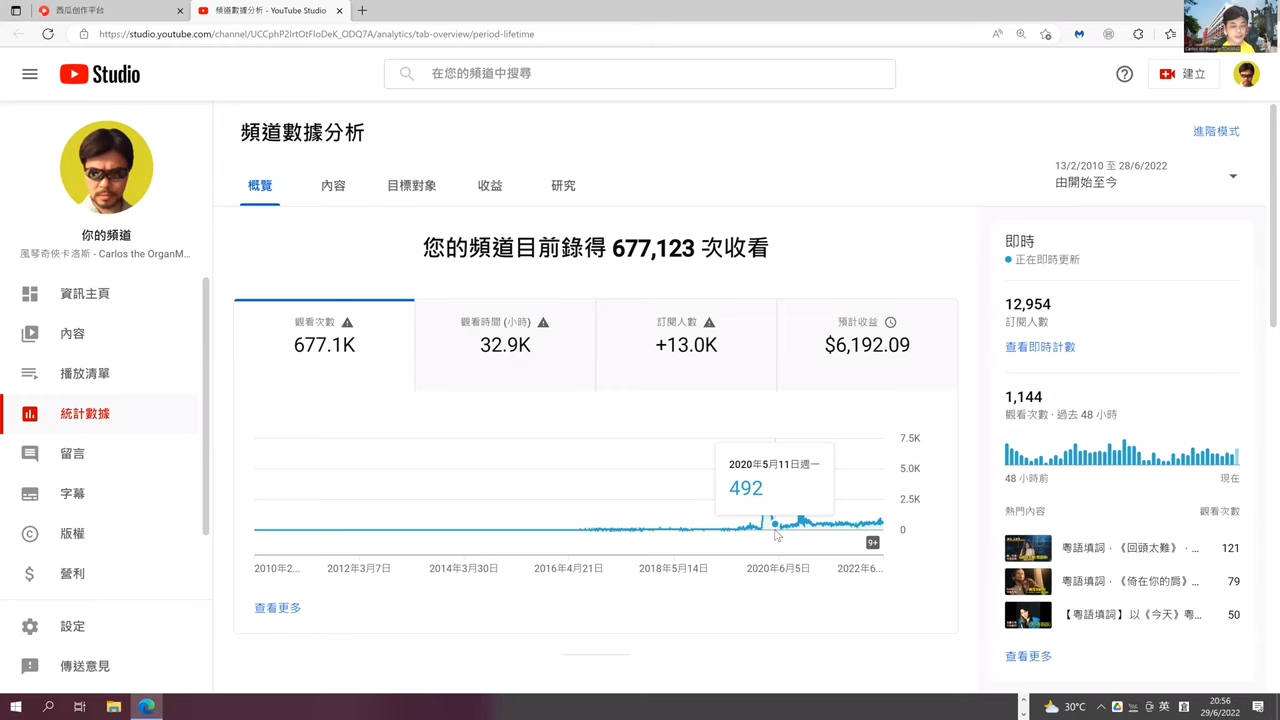 西瓜創作平台
頻道數據分析 - YouTube Studio
https://studio.youtube.com/channel/UCCphP2IrtOtFIoDeK_ODQ7A/analytics/tab-overview/period-lifetime
Studio
在您的頻道中搜尋
建立
你的頻道
風琴奇俠卡洛斯 - Carlos the OrganM...
資訊主頁
內容
播放清單
統計數據
留言
字幕
版權
營利
設定
傳送意見
頻道數據分析
進階模式
概覽
內容
目標對象
收益
研究
13/2/2010 至 28/6/2022
由開始至今
您的頻道目前錄得 677,123 次收看
觀看次數
677.1K
觀看時間 (小時)
32.9K
訂閱人數
+13.0K
預計收益
$6,192.09
7.5K
5.0K
2.5K
0
2020年5月11日週一
492
9+
2010年2...
2012年3月7日
2014年3月30日
2016年4月21日
2018年5月14日
2020年6月5日
2022年6...
查看更多
即時
正在即時更新
12,954
訂閱人數
查看即時計數
1,144
觀看次數 · 過去 48 小時
48 小時前
現在
熱門內容
觀看次數
粵語填詞 ·《回頭太難》· ...
121
粵語填詞 ·《倚在你的肩》...
79
【粵語填詞】以《今天》粵...
50
查看更多
30°C
英
20:56
29/6/2022